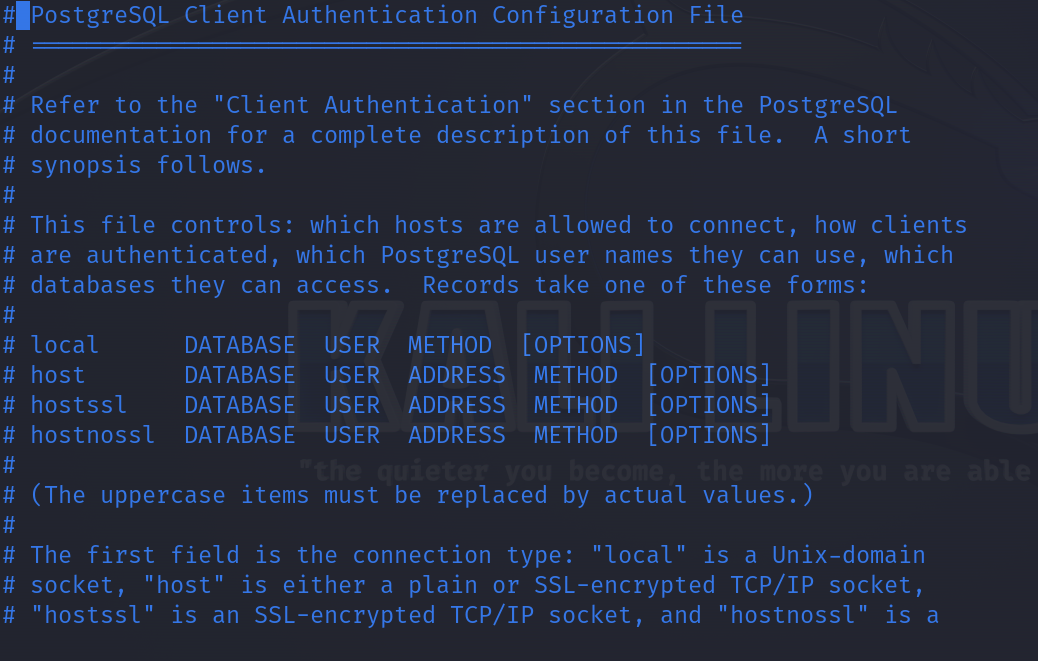 # PostgreSQL Client Authentication Configuration File
# ===================================================
#
# Refer to the "Client Authentication" section in the PostgreSQL
# documentation for a complete description of this file.  A short
# synopsis follows.
#
# This file controls: which hosts are allowed to connect, how clients
# are authenticated, which PostgreSQL user names they can use, which
# databases they can access.  Records take one of these forms:
#
# local      DATABASE  USER  METHOD  [OPTIONS]
# host       DATABASE  USER  ADDRESS  METHOD  [OPTIONS]
# hostssl    DATABASE  USER  ADDRESS  METHOD  [OPTIONS]
# hostnossl  DATABASE  USER  ADDRESS  METHOD  [OPTIONS]
#
# (The uppercase items must be replaced by actual values.)
#
# The first field is the connection type: "local" is a Unix-domain
# socket, "host" is either a plain or SSL-encrypted TCP/IP socket,
# "hostssl" is an SSL-encrypted TCP/IP socket, and "hostnossl" is a
KALI LINU
"the quieter you become, the more you are able